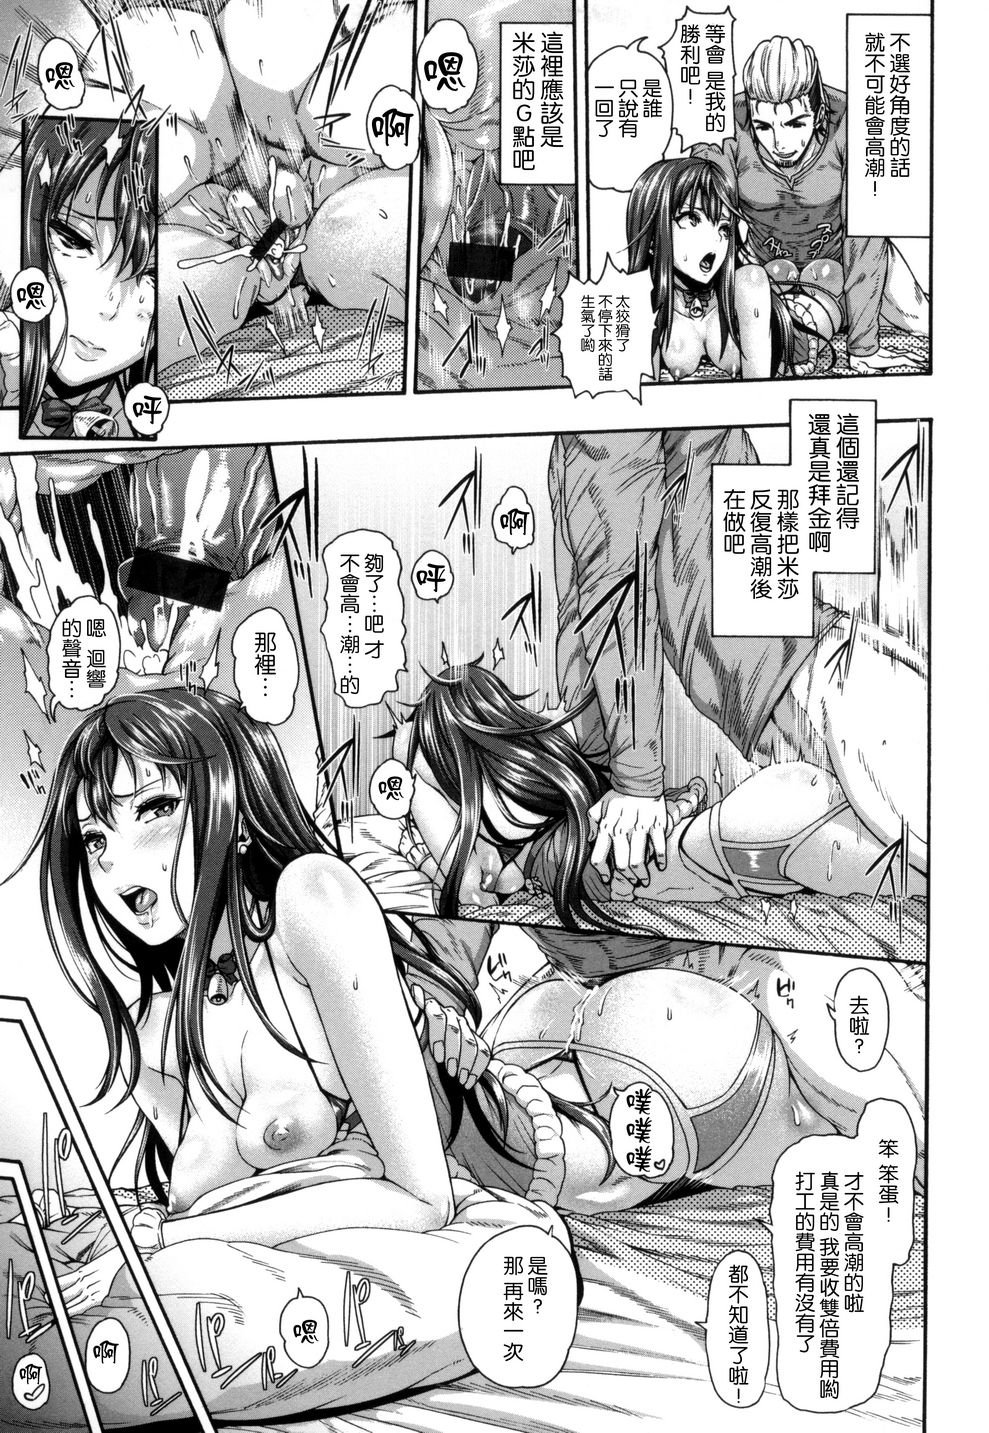 不選好角度的話
就不可能會高潮！
等會 是我的
勝利吧！
是誰
只說有
一回了
太狡猾了
不停下來的話
生氣了喲
這裡應該是
米莎的G點吧
嗯
啊
嗯
呼
這個還記得
還真是拜金啊
那樣把米莎
反復高潮後
在做吧
啊
呼
夠了…吧 才
不會高…潮…的
嗯
那裡…
嗯 迴響
的聲音…
去啦？
笨 笨蛋！
才不會高潮的啦
真是的 我要收雙倍費用喲
打工的費用有沒有了
噗
噗
噗♡
都不知道了啦！
是嗎？
那 再來一次
嗯
啊
啊♡